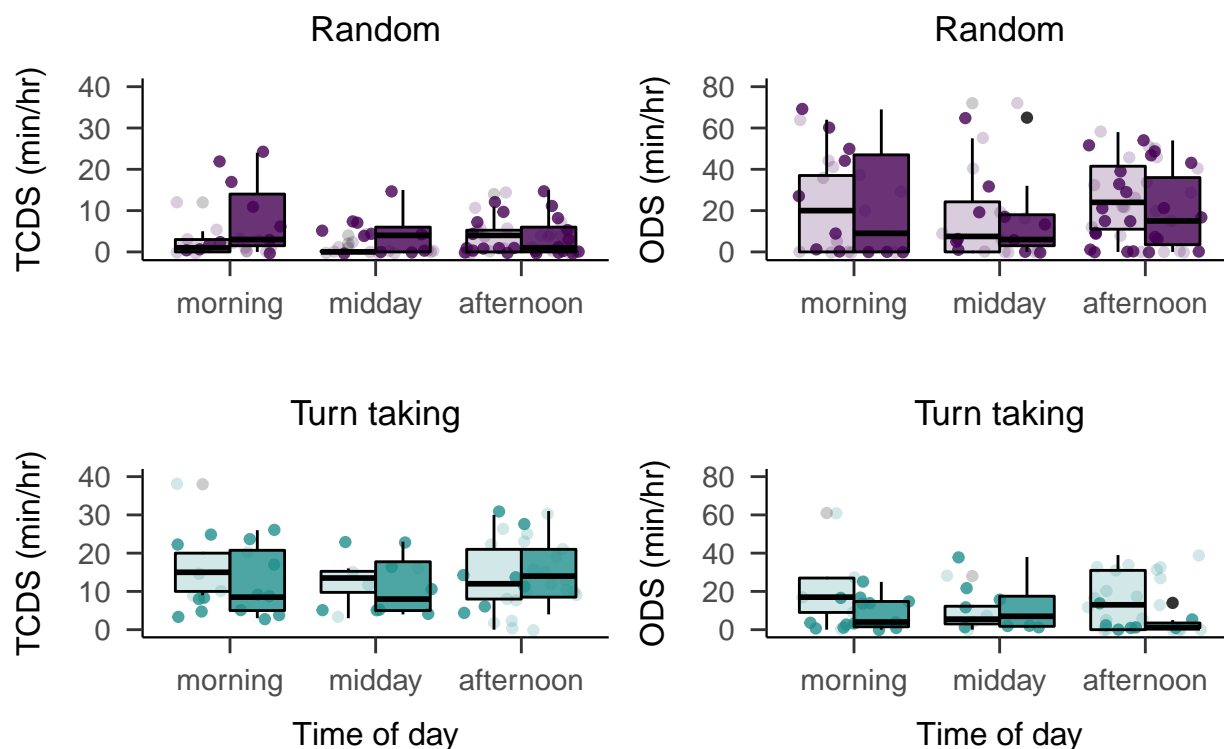 Random
TCDS (min/hr)
40
30
20
10
0
morning midday afternoon
Random
ODS (min/hr)
80
60
40
20
0
morning midday afternoon
Turn taking
TCDS (min/hr)
40
30
20
10
0
morning midday afternoon
Time of day
Turn taking
ODS (min/hr)
80
60
40
20
0
morning midday afternoon
Time of day